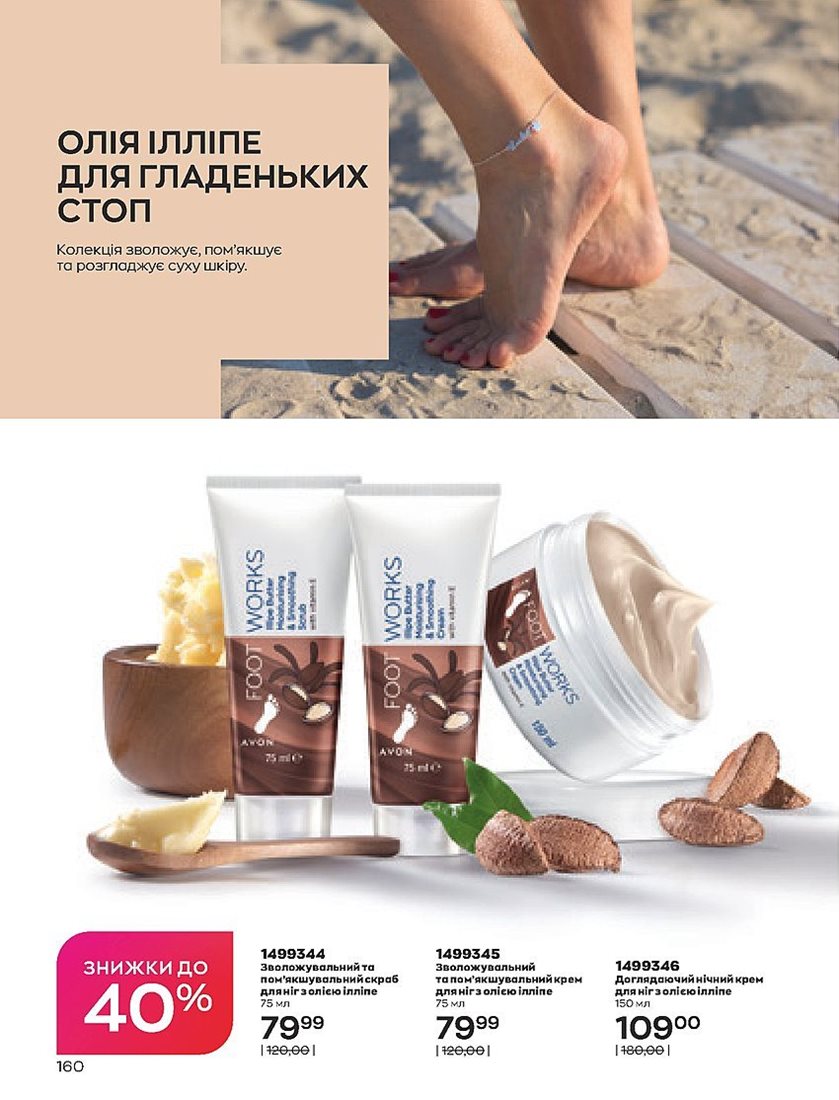 ОЛІЯ ІЛЛІПЕ
ДЛЯ ГЛАДЕНЬКИХ
СТОП
Колекція зволожує, пом'якшує
та розгладжує суху шкіру.
FOOT WORKS
Illipe Butter
Moisturising
& Smoothing
Scrub
with vitamin E
AVON
75 ml e
FOOT WORKS
Illipe Butter
Moisturising
& Smoothing
Cream
with vitamin E
AVON
75 ml e
FOOT WORKS
150 ml
ЗНИЖКИ ДО
40%
1499344
Зволожувальний та
пом'якшувальний скраб
для ніг з олією ілліпе
75 мл
7999
| 120,00 |
1499345
Зволожувальний
та пом'якшувальний крем
для ніг з олією ілліпе
75 мл
7999
| 120,00 |
1499346
Доглядаючий нічний крем
для ніг з олією ілліпе
150 мл
10900
| 180,00 |
160